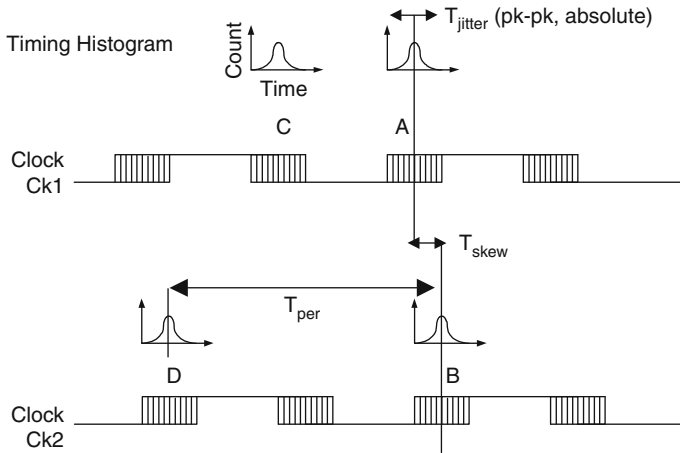 T_jitter (pk-pk, absolute)
Timing Histogram
Count
Time
C
A
Clock
Ck1
T_skew
T_per
D
B
Clock
Ck2